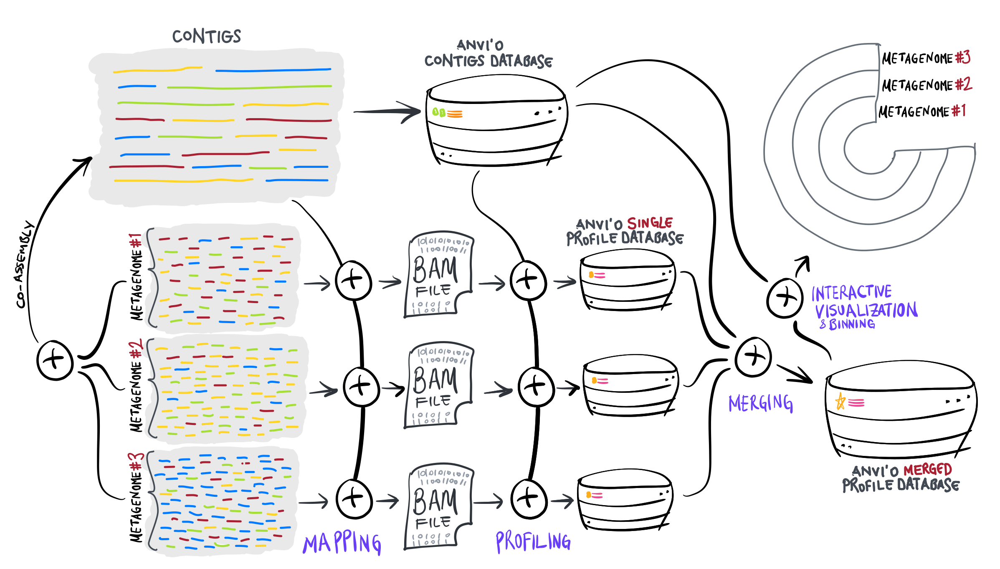 CONTIGS
ANVI'O
CONTIGS DATABASE
METAGENOME #3
METAGENOME #2
METAGENOME #1
CO-ASSEMBLY
METAGENOME #1
METAGENOME #2
METAGENOME #3
BAM
FILE
BAM
FILE
BAM
FILE
ANVI'O SINGLE
PROFILE DATABASE
INTERACTIVE
VISUALIZATION
& BINNING
MERGING
ANVI'O MERGED
PROFILE DATABASE
MAPPING
PROFILING